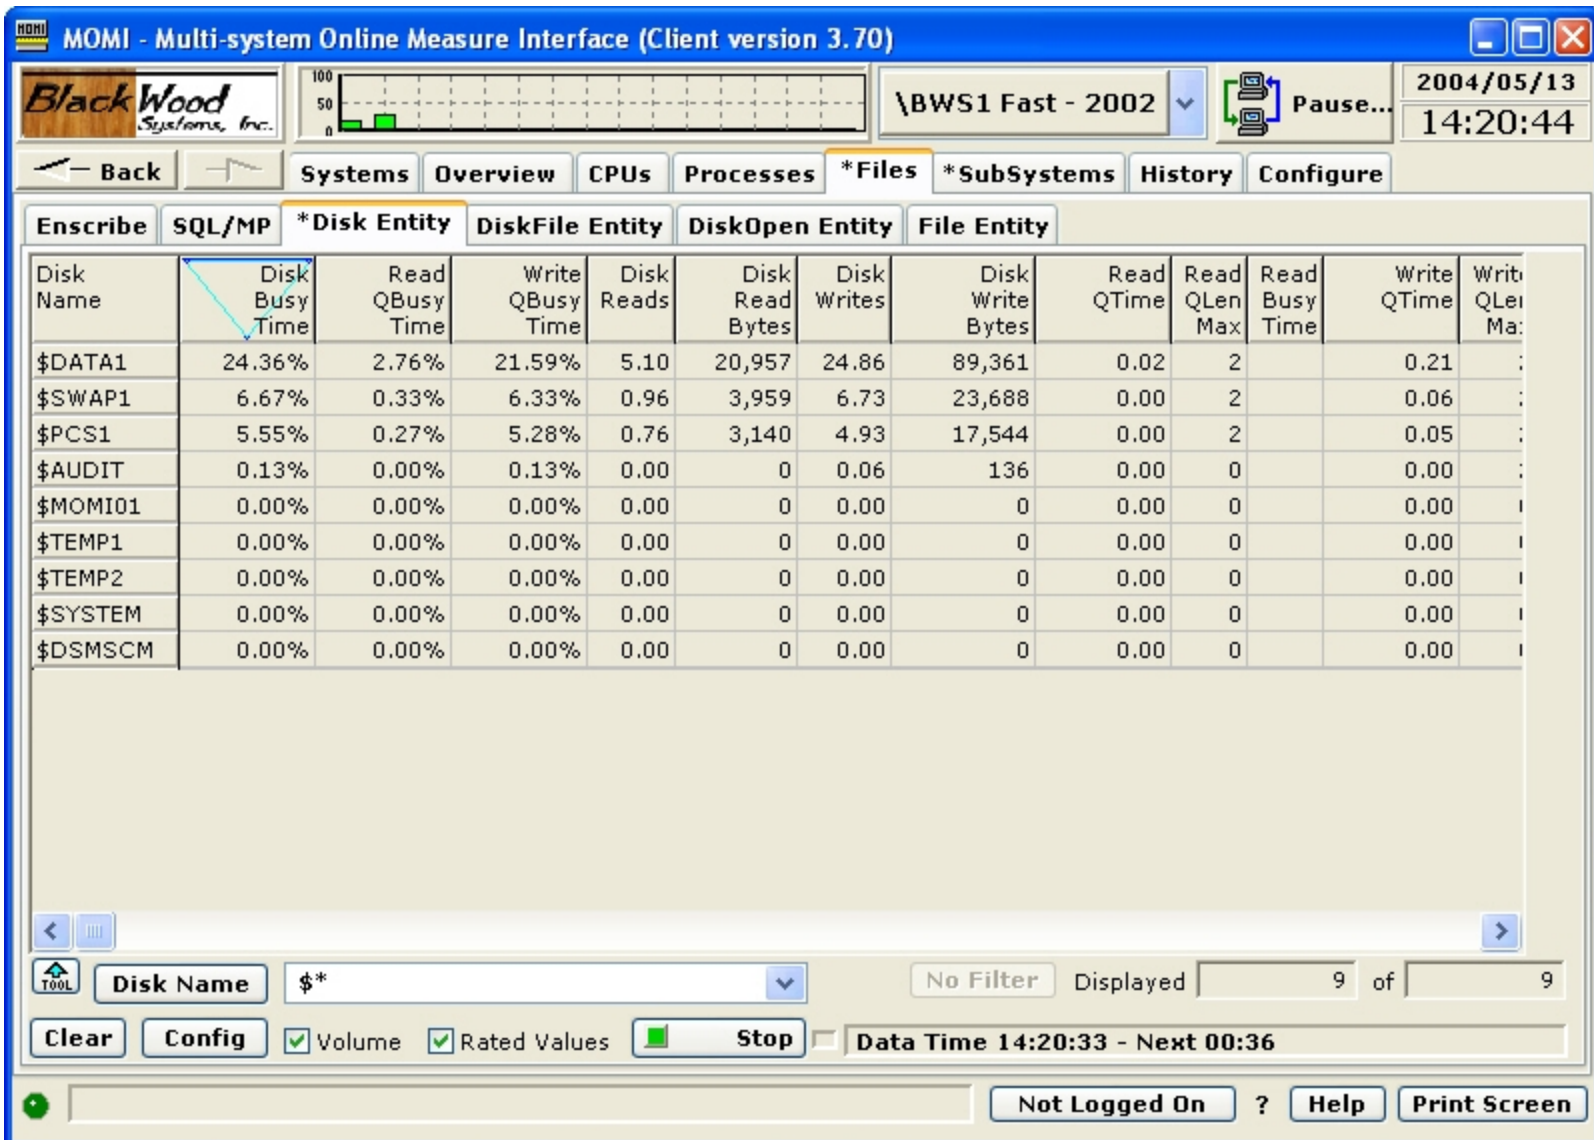 MOMI MOMI - Multi-system Online Measure Interface (Client version 3.70)
BlackWood Systems, Inc.
100
50
0
\BWS1 Fast - 2002
Pause...
2004/05/13
14:20:44
Back Systems Overview CPUs Processes *Files *SubSystems History Configure
Enscribe SQL/MP *Disk Entity DiskFile Entity DiskOpen Entity File Entity
Disk Disk Read Write Disk Disk Disk Disk Read Read Read Write
Name Busy QBusy QBusy Reads Read Writes Write QTime QLen Busy QTime
Time Time Time Bytes Bytes Max Time
$DATA1 24.36% 2.76% 21.59% 5.10 20,957 24.86 89,361 0.02 2 0.21
$SWAP1 6.67% 0.33% 6.33% 0.96 3,959 6.73 23,688 0.00 2 0.06
$PCS1 5.55% 0.27% 5.28% 0.76 3,140 4.93 17,544 0.00 2 0.05
$AUDIT 0.13% 0.00% 0.13% 0.00 0 0.06 136 0.00 0 0.00
$MOMI01 0.00% 0.00% 0.00% 0.00 0 0.00 0 0.00 0 0.00
$TEMP1 0.00% 0.00% 0.00% 0.00 0 0.00 0 0.00 0 0.00
$TEMP2 0.00% 0.00% 0.00% 0.00 0 0.00 0 0.00 0 0.00
$SYSTEM 0.00% 0.00% 0.00% 0.00 0 0.00 0 0.00 0 0.00
$DSMSCM 0.00% 0.00% 0.00% 0.00 0 0.00 0 0.00 0 0.00
TOOL Disk Name $* No Filter Displayed 9 of 9
Clear Config Volume Rated Values Stop Data Time 14:20:33 - Next 00:36
Not Logged On ? Help Print Screen